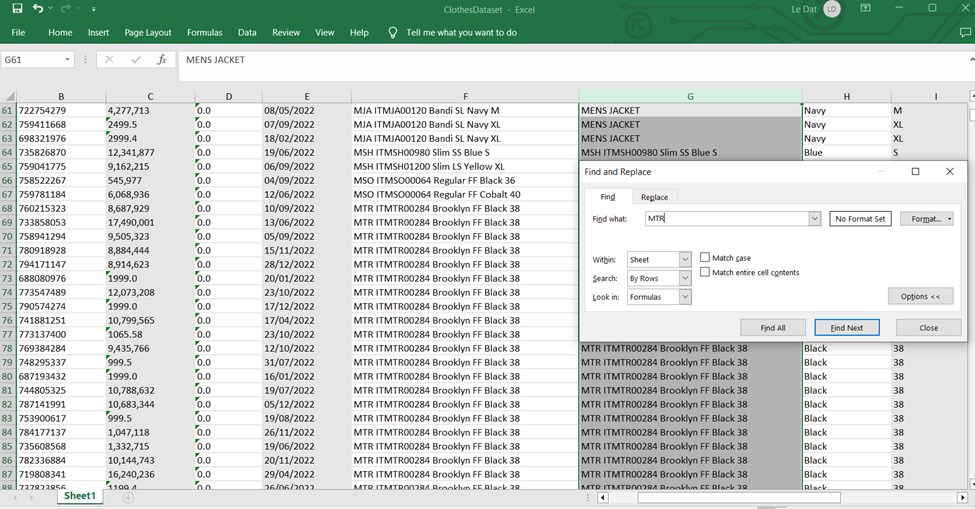 ClothesDataset - Excel
Le Dat LD
File Home Insert Page Layout Formulas Data Review View Help Tell me what you want to do
G61 fx MENS JACKET
B C D E F G H I
61 722754279 4,277,713 0.0 08/05/2022 MJA ITMJA00120 Bandi SL Navy M MENS JACKET Navy M
62 759411668 2499.5 0.0 07/09/2022 MJA ITMJA00120 Bandi SL Navy XL MENS JACKET Navy XL
63 698321976 2999.4 0.0 18/02/2022 MJA ITMJA00120 Bandi SL Navy XL MENS JACKET Navy XL
64 735826870 12,341,877 0.0 19/06/2022 MSH ITMSH00980 Slim SS Blue S MSH ITMSH00980 Slim SS Blue S Blue S
65 759041775 9,162,215 0.0 06/09/2022 MSH ITMSH01200 Slim LS Yellow XL
66 758522267 545,977 0.0 04/09/2022 MSO ITMSO00064 Regular FF Black 36
67 759781184 6,068,936 0.0 12/06/2022 MSO ITMSO00064 Regular FF Cobalt 40
68 760215323 8,687,929 0.0 10/09/2022 MTR ITMTR00284 Brooklyn FF Black 38
69 733858053 17,490,001 0.0 13/06/2022 MTR ITMTR00284 Brooklyn FF Black 38
70 758941294 9,505,323 0.0 05/09/2022 MTR ITMTR00284 Brooklyn FF Black 38
71 780918928 8,884,444 0.0 15/11/2022 MTR ITMTR00284 Brooklyn FF Black 38
72 794171147 8,914,623 0.0 28/12/2022 MTR ITMTR00284 Brooklyn FF Black 38
73 688080976 1999.0 0.0 20/01/2022 MTR ITMTR00284 Brooklyn FF Black 38
74 773547489 12,073,208 0.0 23/10/2022 MTR ITMTR00284 Brooklyn FF Black 38
75 790574274 1999.0 0.0 17/12/2022 MTR ITMTR00284 Brooklyn FF Black 38
76 741881251 10,799,565 0.0 17/04/2022 MTR ITMTR00284 Brooklyn FF Black 38
77 773137400 1065.58 0.0 23/10/2022 MTR ITMTR00284 Brooklyn FF Black 38
78 769384284 9,435,766 0.0 12/10/2022 MTR ITMTR00284 Brooklyn FF Black 38 MTR ITMTR00284 Brooklyn FF Black 38 Black 38
79 748295337 999.5 0.0 31/07/2022 MTR ITMTR00284 Brooklyn FF Black 38 MTR ITMTR00284 Brooklyn FF Black 38 Black 38
80 687193432 1999.0 0.0 16/01/2022 MTR ITMTR00284 Brooklyn FF Black 38 MTR ITMTR00284 Brooklyn FF Black 38 Black 38
81 744805325 10,788,632 0.0 19/07/2022 MTR ITMTR00284 Brooklyn FF Black 38 MTR ITMTR00284 Brooklyn FF Black 38 Black 38
82 787141991 10,683,344 0.0 05/12/2022 MTR ITMTR00284 Brooklyn FF Black 38 MTR ITMTR00284 Brooklyn FF Black 38 Black 38
83 753900617 999.5 0.0 19/08/2022 MTR ITMTR00284 Brooklyn FF Black 38 MTR ITMTR00284 Brooklyn FF Black 38 Black 38
84 784177137 1,047,118 0.0 26/11/2022 MTR ITMTR00284 Brooklyn FF Black 38 MTR ITMTR00284 Brooklyn FF Black 38 Black 38
85 735608568 1,332,715 0.0 19/06/2022 MTR ITMTR00284 Brooklyn FF Black 38 MTR ITMTR00284 Brooklyn FF Black 38 Black 38
86 782336884 10,144,743 0.0 20/11/2022 MTR ITMTR00284 Brooklyn FF Black 38 MTR ITMTR00284 Brooklyn FF Black 38 Black 38
87 719808341 16,240,236 0.0 29/04/2022 MTR ITMTR00284 Brooklyn FF Black 38 MTR ITMTR00284 Brooklyn FF Black 38 Black 38
Find and Replace
Find Replace
Find what: MTR No Format Set Format...
Within: Sheet Match case
Search: By Rows Match entire cell contents
Look in: Formulas Options <<
Find All Find Next Close
Sheet1